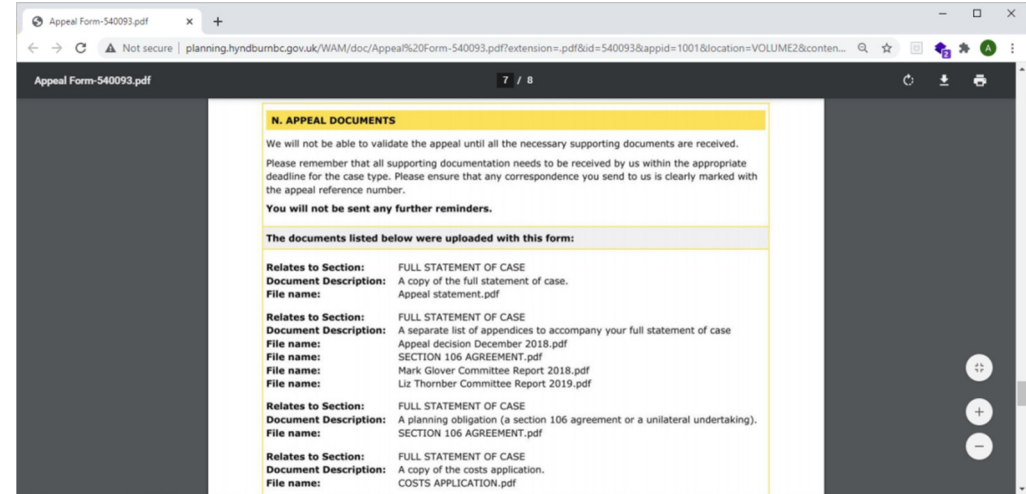 Appeal Form-540093.pdf
Not secure | planning.hyndburnbc.gov.uk/WAM/doc/Appeal%20Form-540093.pdf?extension=.pdf&id=540093&appid=1001&location=VOLUME2&conten...
2
A
Appeal Form-540093.pdf
7 / 8
N. APPEAL DOCUMENTS
We will not be able to validate the appeal until all the necessary supporting documents are received.
Please remember that all supporting documentation needs to be received by us within the appropriate
deadline for the case type. Please ensure that any correspondence you send to us is clearly marked with
the appeal reference number.
You will not be sent any further reminders.
The documents listed below were uploaded with this form:
Relates to Section: FULL STATEMENT OF CASE
Document Description: A copy of the full statement of case.
File name: Appeal statement.pdf
Relates to Section: FULL STATEMENT OF CASE
Document Description: A separate list of appendices to accompany your full statement of case
File name: Appeal decision December 2018.pdf
File name: SECTION 106 AGREEMENT.pdf
File name: Mark Glover Committee Report 2018.pdf
File name: Liz Thornber Committee Report 2019.pdf
Relates to Section: FULL STATEMENT OF CASE
Document Description: A planning obligation (a section 106 agreement or a unilateral undertaking).
File name: SECTION 106 AGREEMENT.pdf
Relates to Section: FULL STATEMENT OF CASE
Document Description: A copy of the costs application.
File name: COSTS APPLICATION.pdf